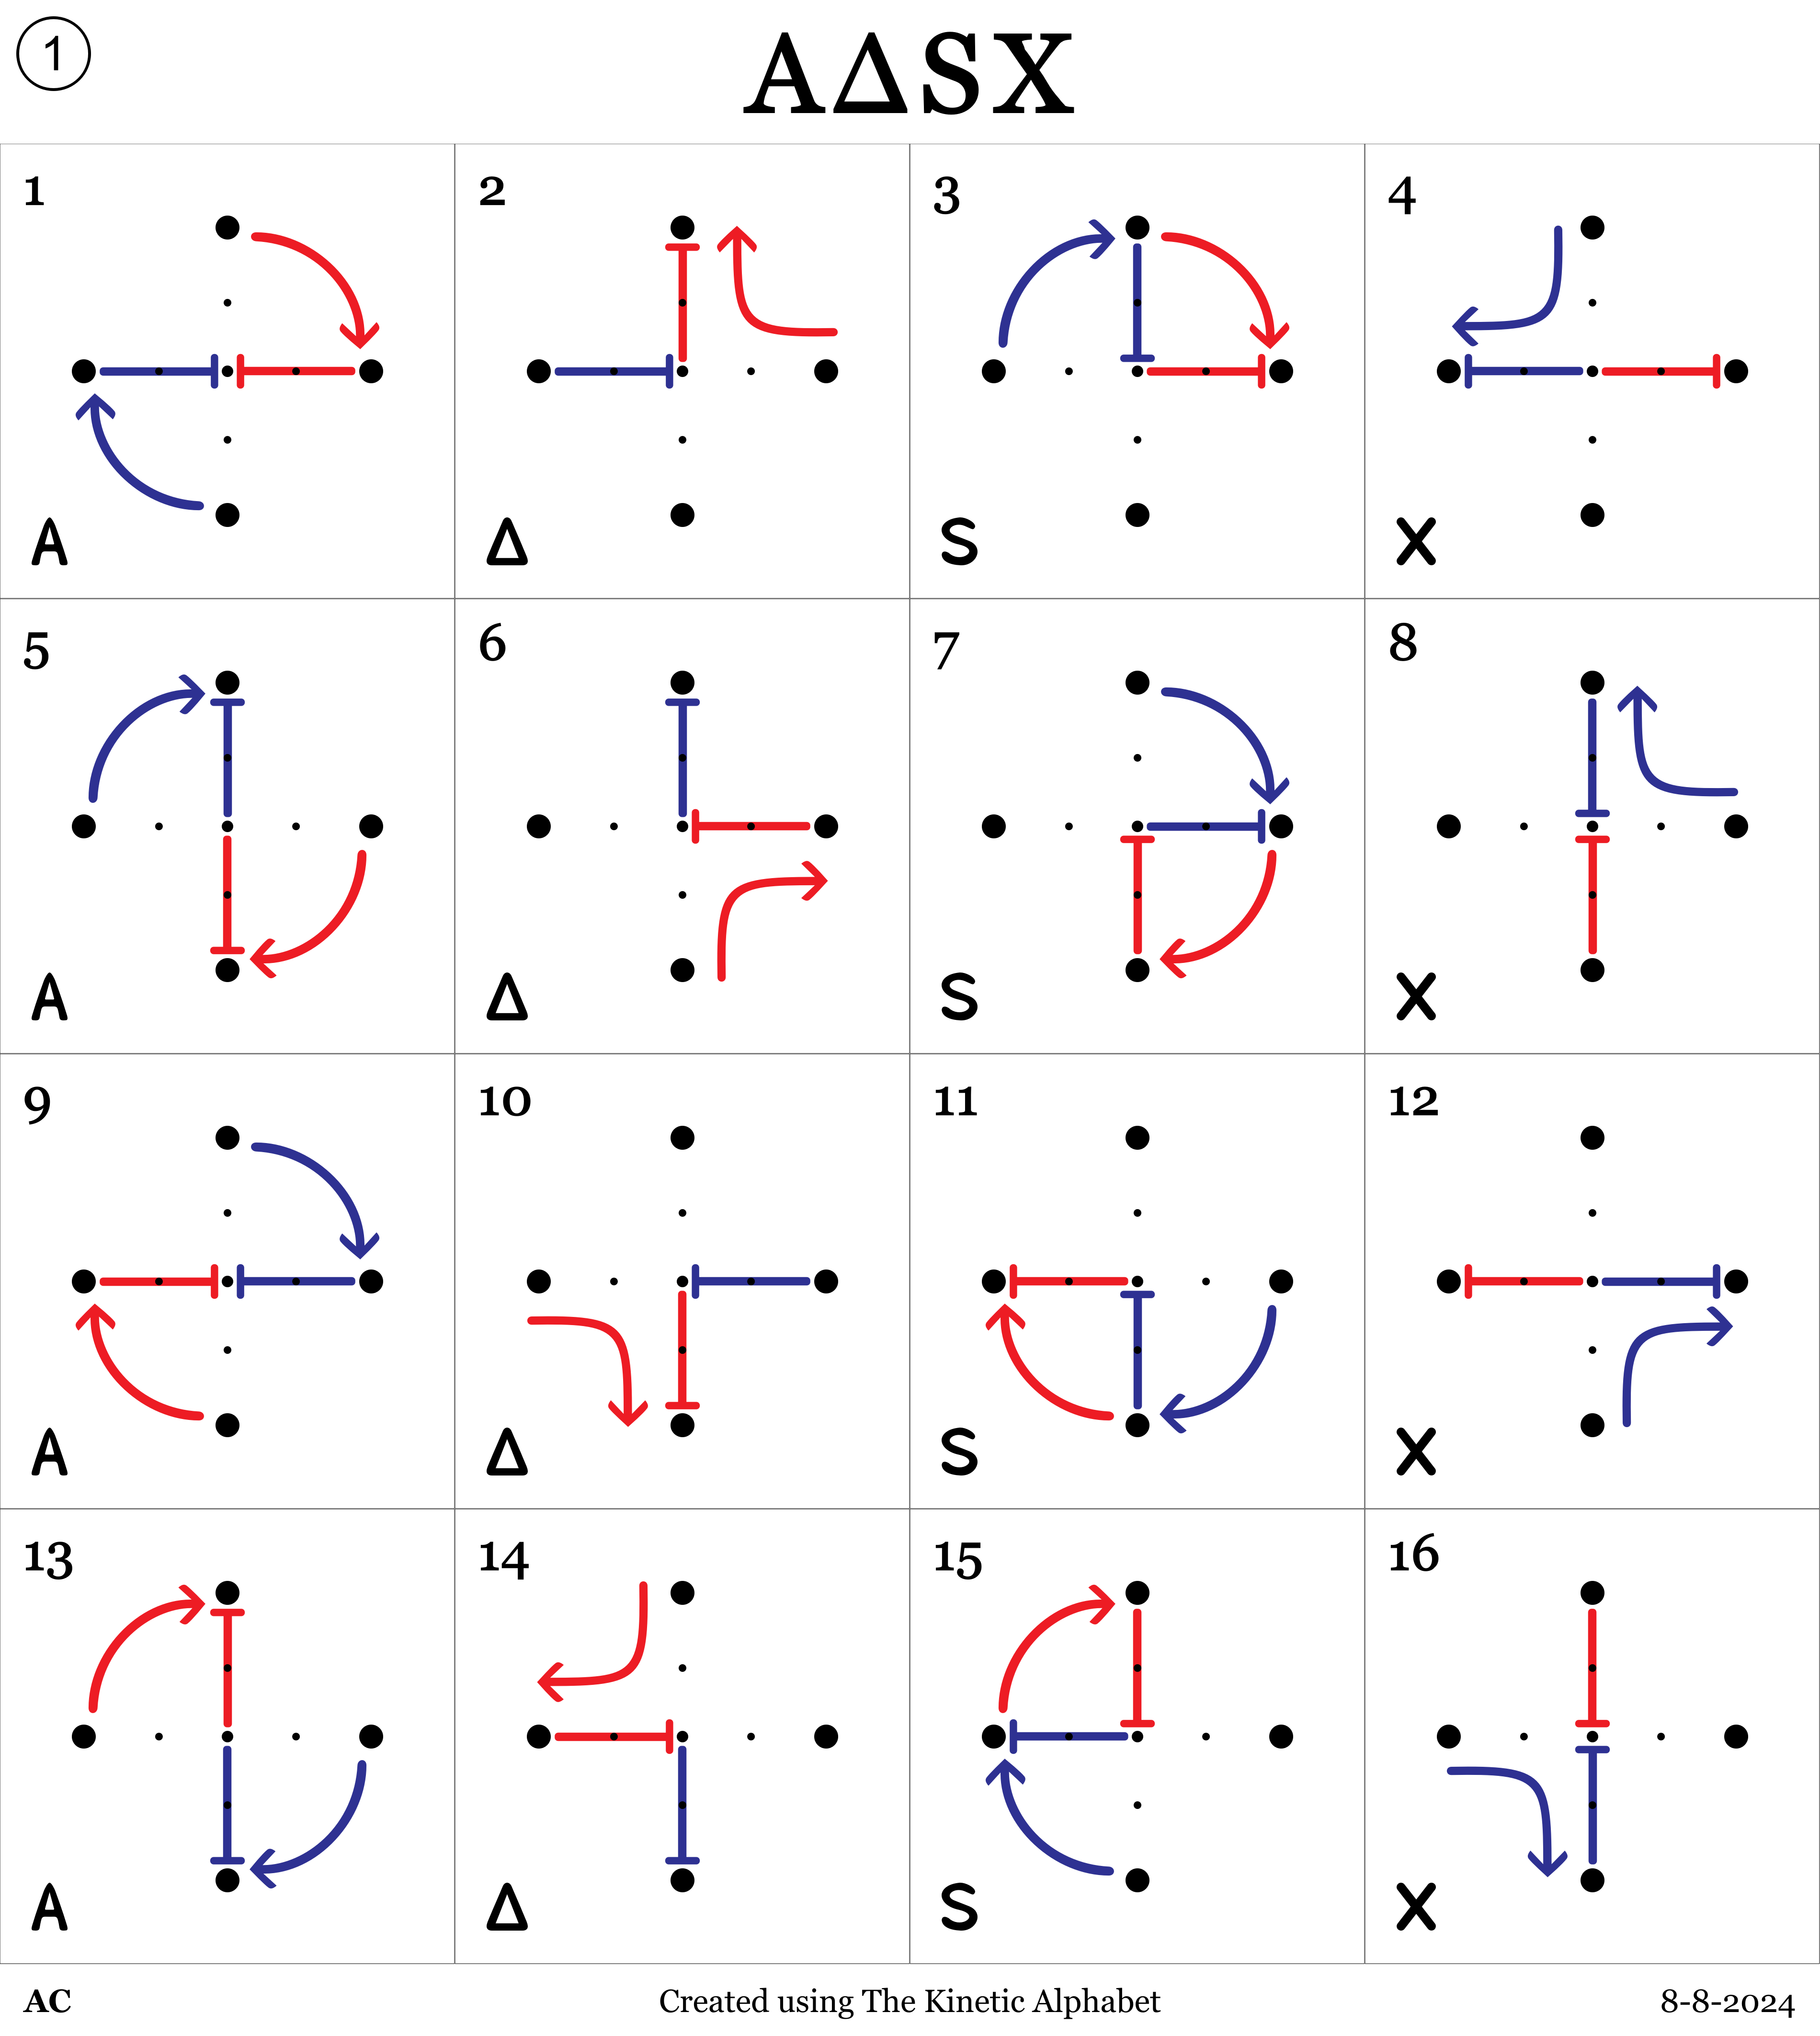 1
AΔSX
1
2
3
4
A
Δ
S
X
5
6
7
8
A
Δ
S
X
9
10
11
12
A
Δ
S
X
13
14
15
16
A
Δ
S
X
AC
Created using The Kinetic Alphabet
8-8-2024